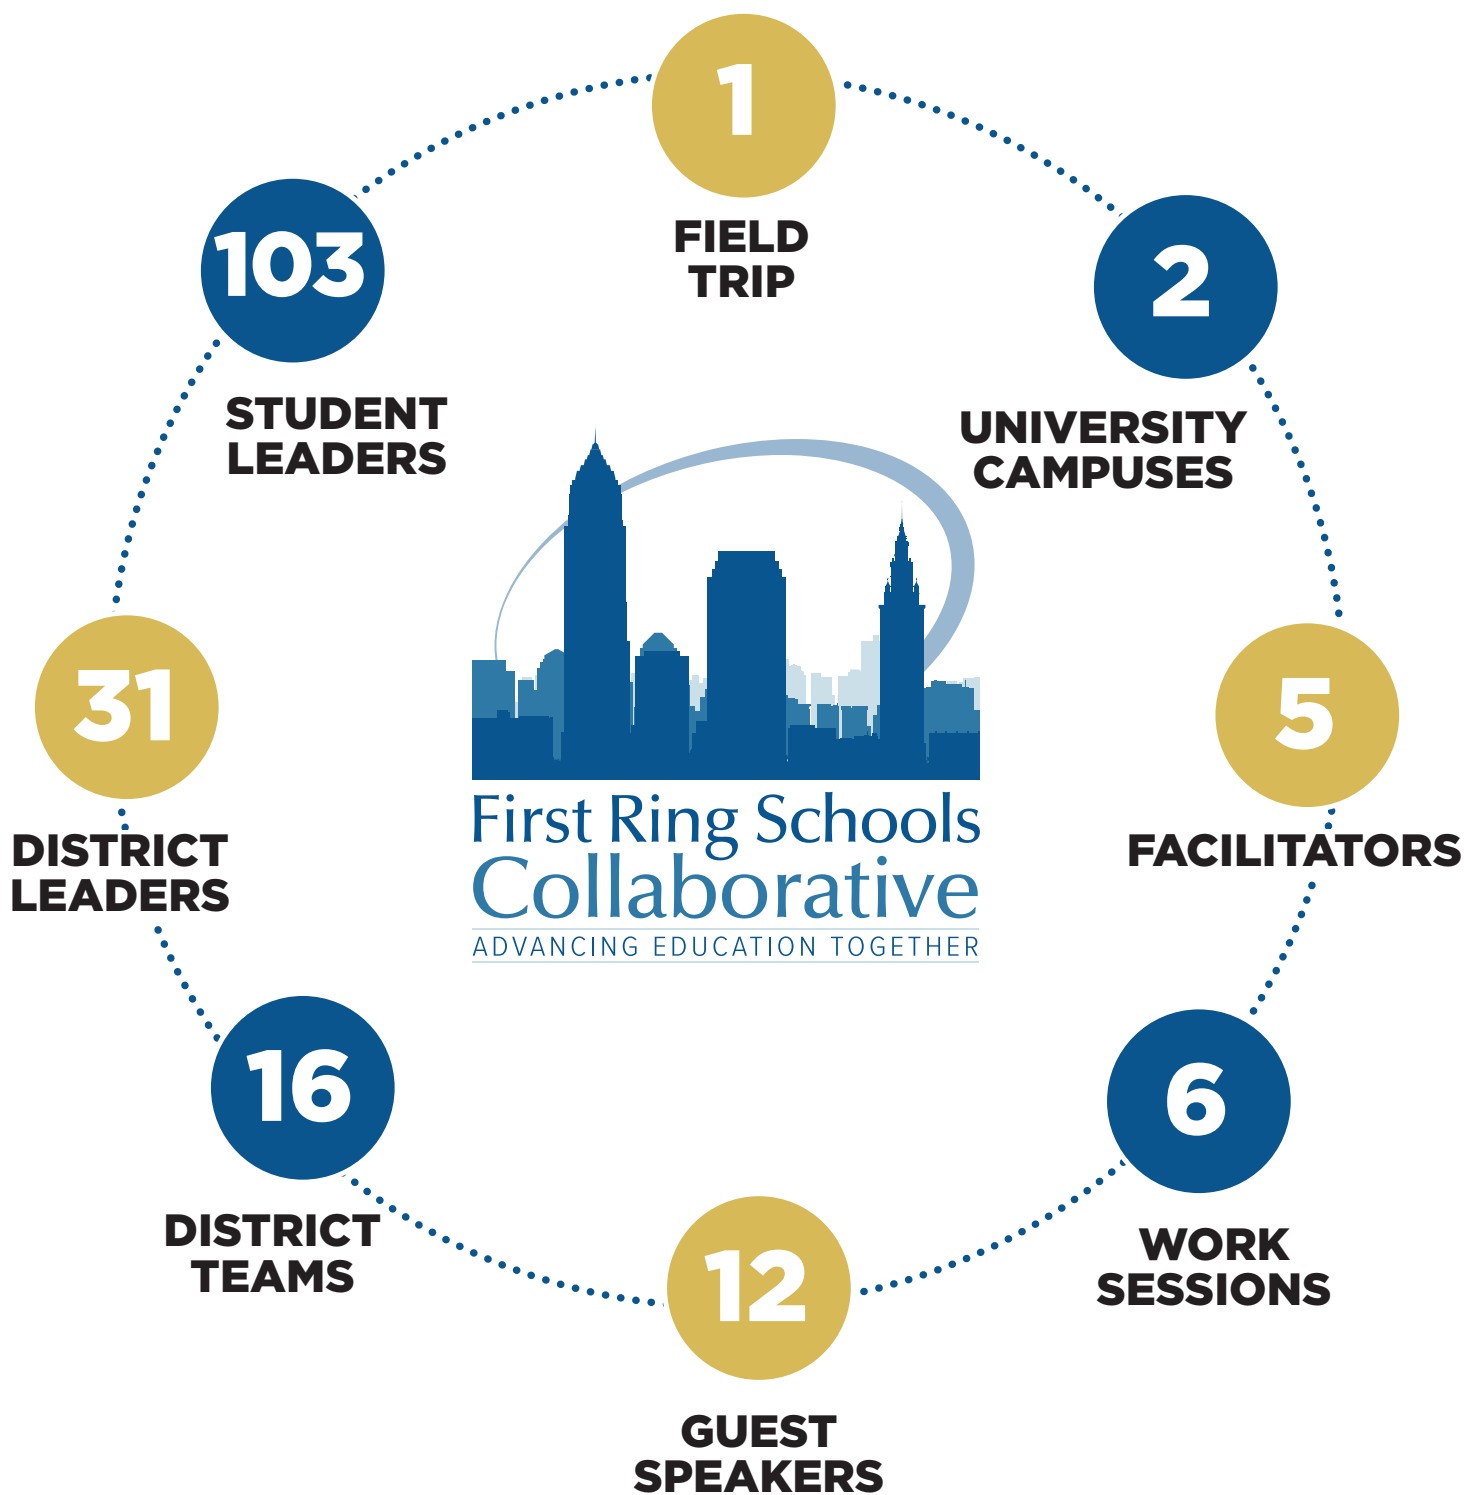 1
FIELD
TRIP
2
UNIVERSITY
CAMPUSES
5
FACILITATORS
6
WORK
SESSIONS
12
GUEST
SPEAKERS
16
DISTRICT
TEAMS
31
DISTRICT
LEADERS
103
STUDENT
LEADERS
First Ring Schools
Collaborative
ADVANCING EDUCATION TOGETHER